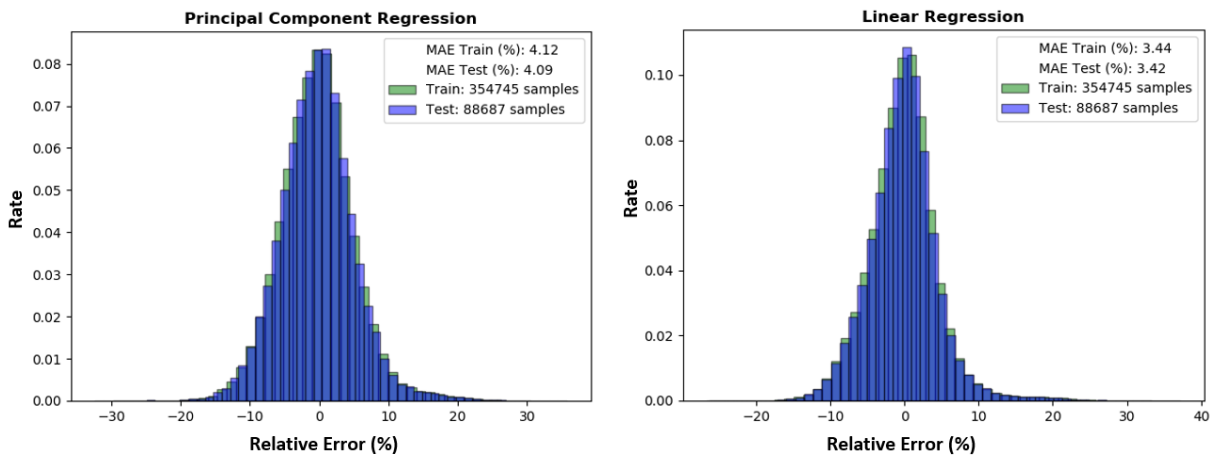 Principal Component Regression
MAE Train (%): 4.12
MAE Test (%): 4.09
Train: 354745 samples
Test: 88687 samples
0.08
0.07
0.06
0.05
0.04
0.03
0.02
0.01
0.00
Rate
−30
−20
−10
0
10
20
30
Relative Error (%)
Linear Regression
MAE Train (%): 3.44
MAE Test (%): 3.42
Train: 354745 samples
Test: 88687 samples
0.10
0.08
0.06
0.04
0.02
0.00
Rate
−20
−10
0
10
20
30
40
Relative Error (%)